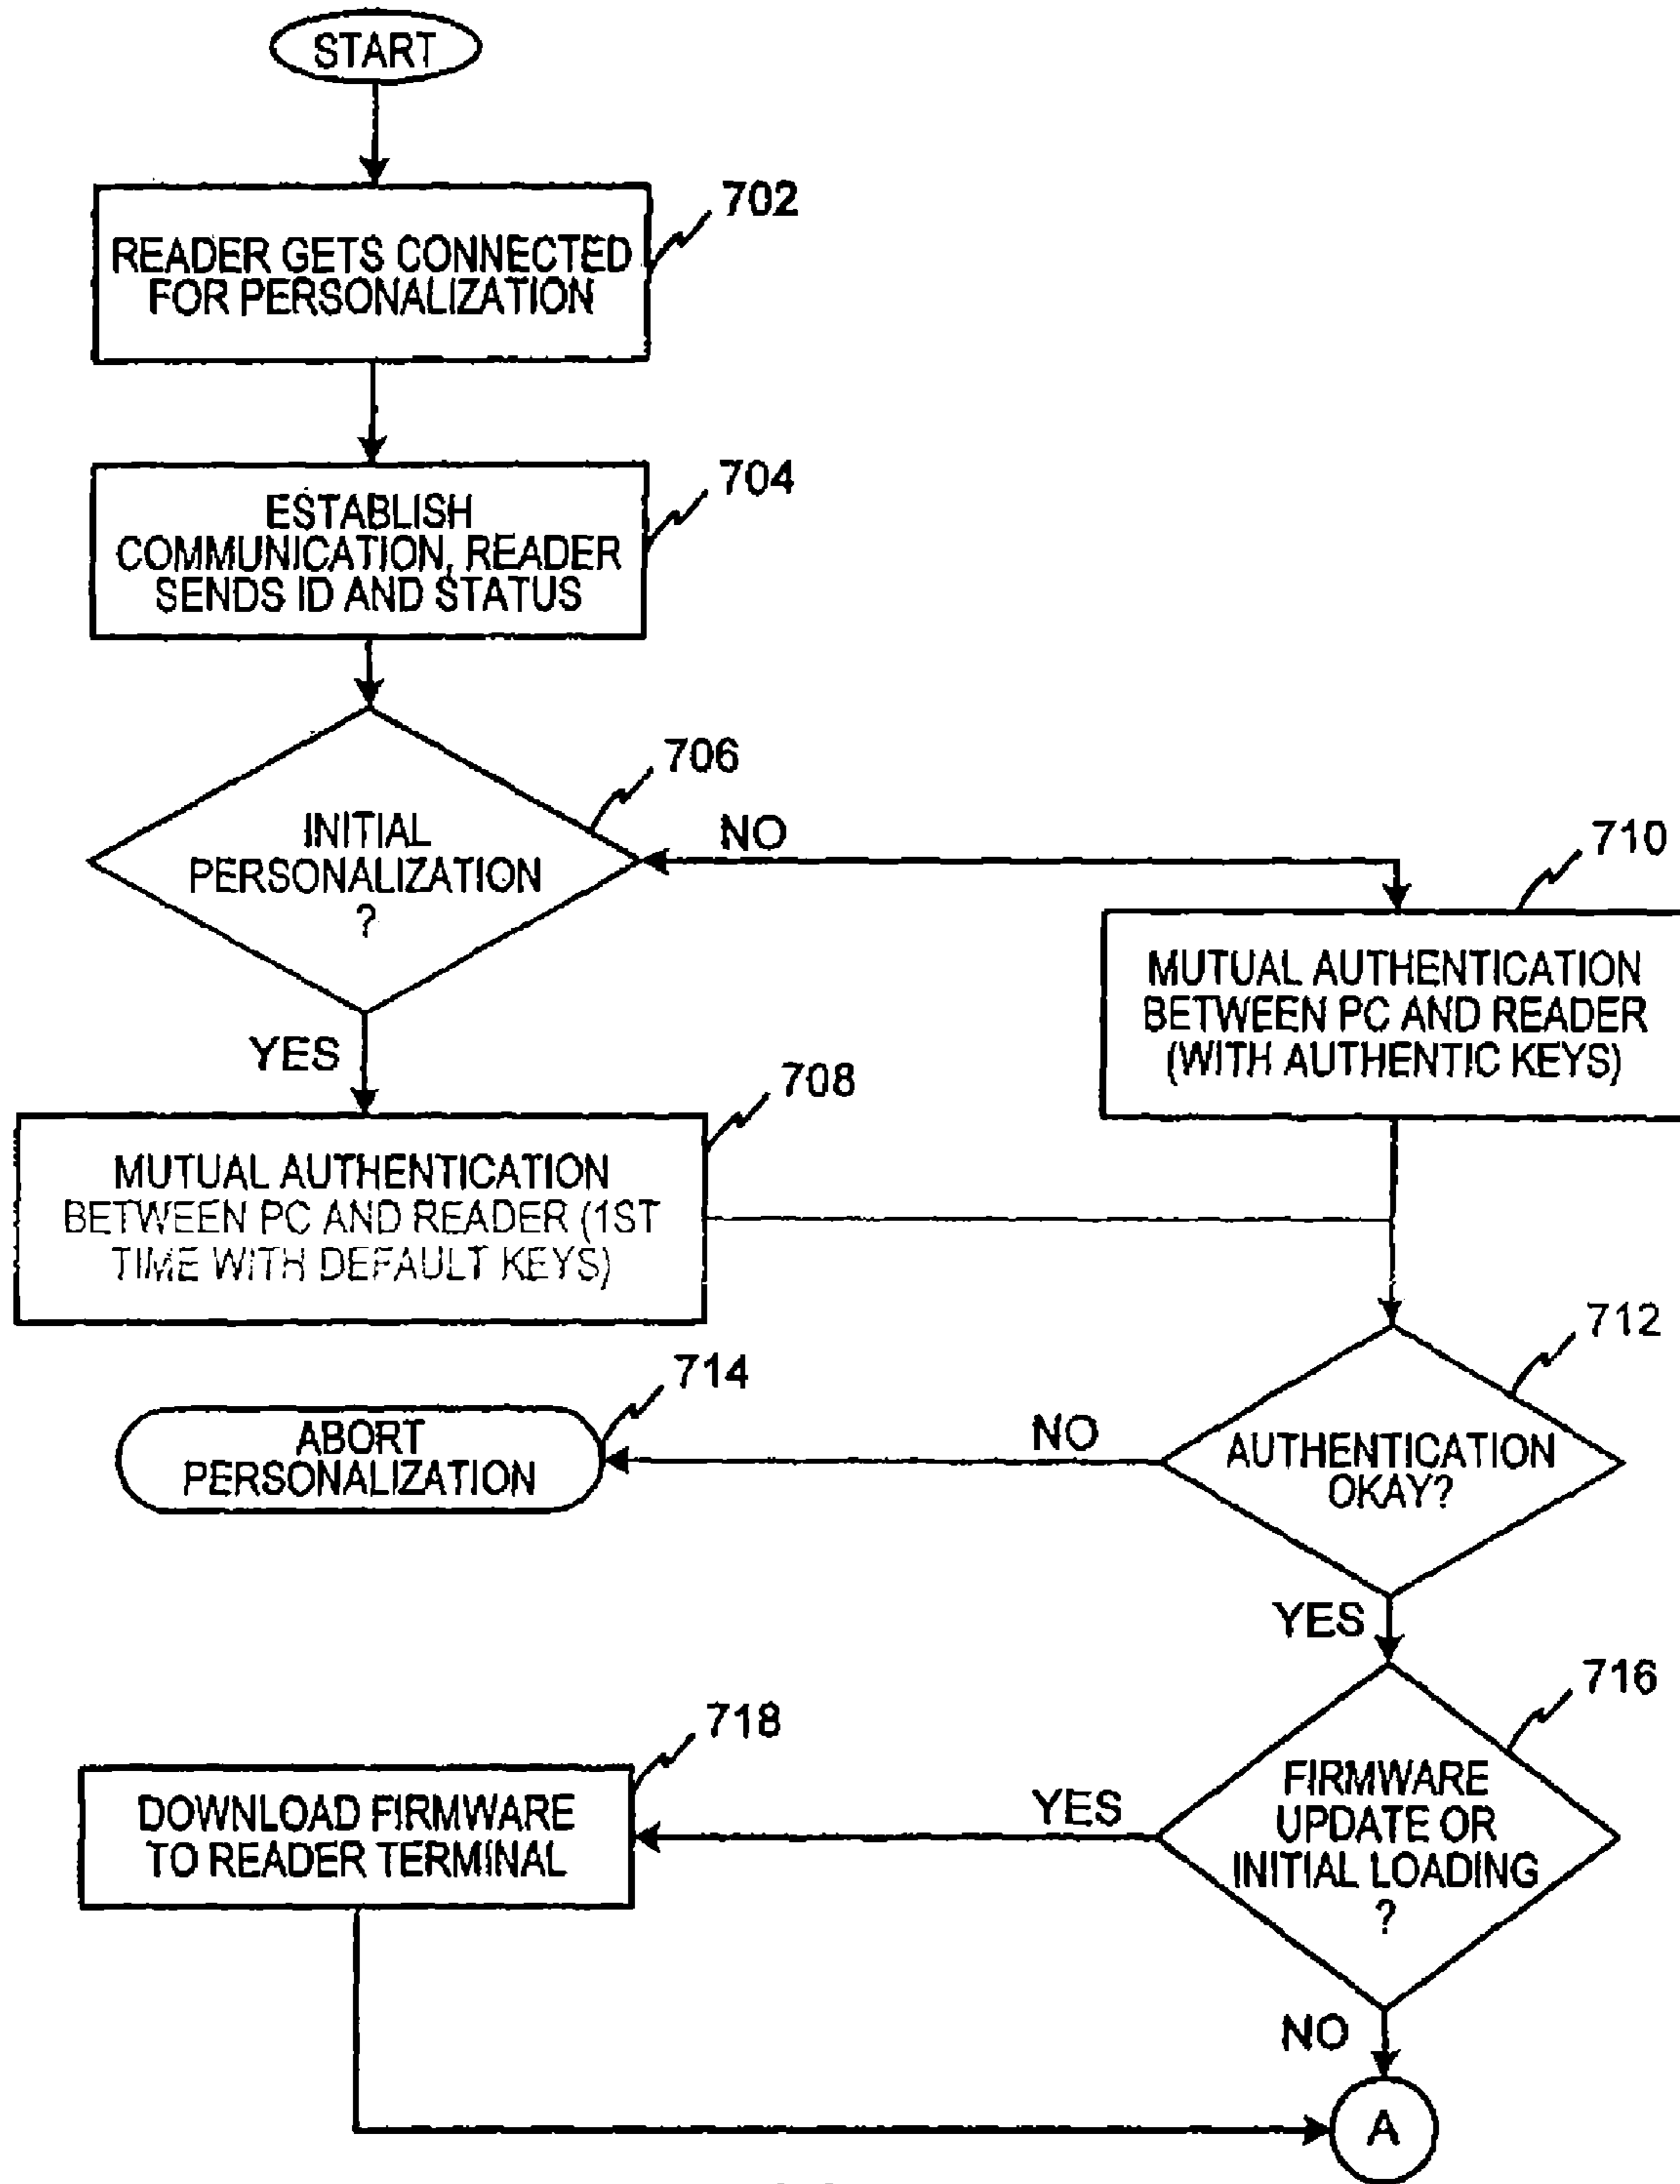 START
702
READER GETS CONNECTED
FOR PERSONALIZATION
704
ESTABLISH
COMMUNICATION, READER
SENDS ID AND STATUS
706
INITIAL
PERSONALIZATION
?
NO
710
MUTUAL AUTHENTICATION
BETWEEN PC AND READER
(WITH AUTHENTIC KEYS)
YES
708
MUTUAL AUTHENTICATION
BETWEEN PC AND READER (1ST
TIME WITH DEFAULT KEYS)
712
AUTHENTICATION
OKAY?
NO
714
ABORT
PERSONALIZATION
YES
716
FIRMWARE
UPDATE OR
INITIAL LOADING
?
YES
718
DOWNLOAD FIRMWARE
TO READER TERMINAL
NO
A